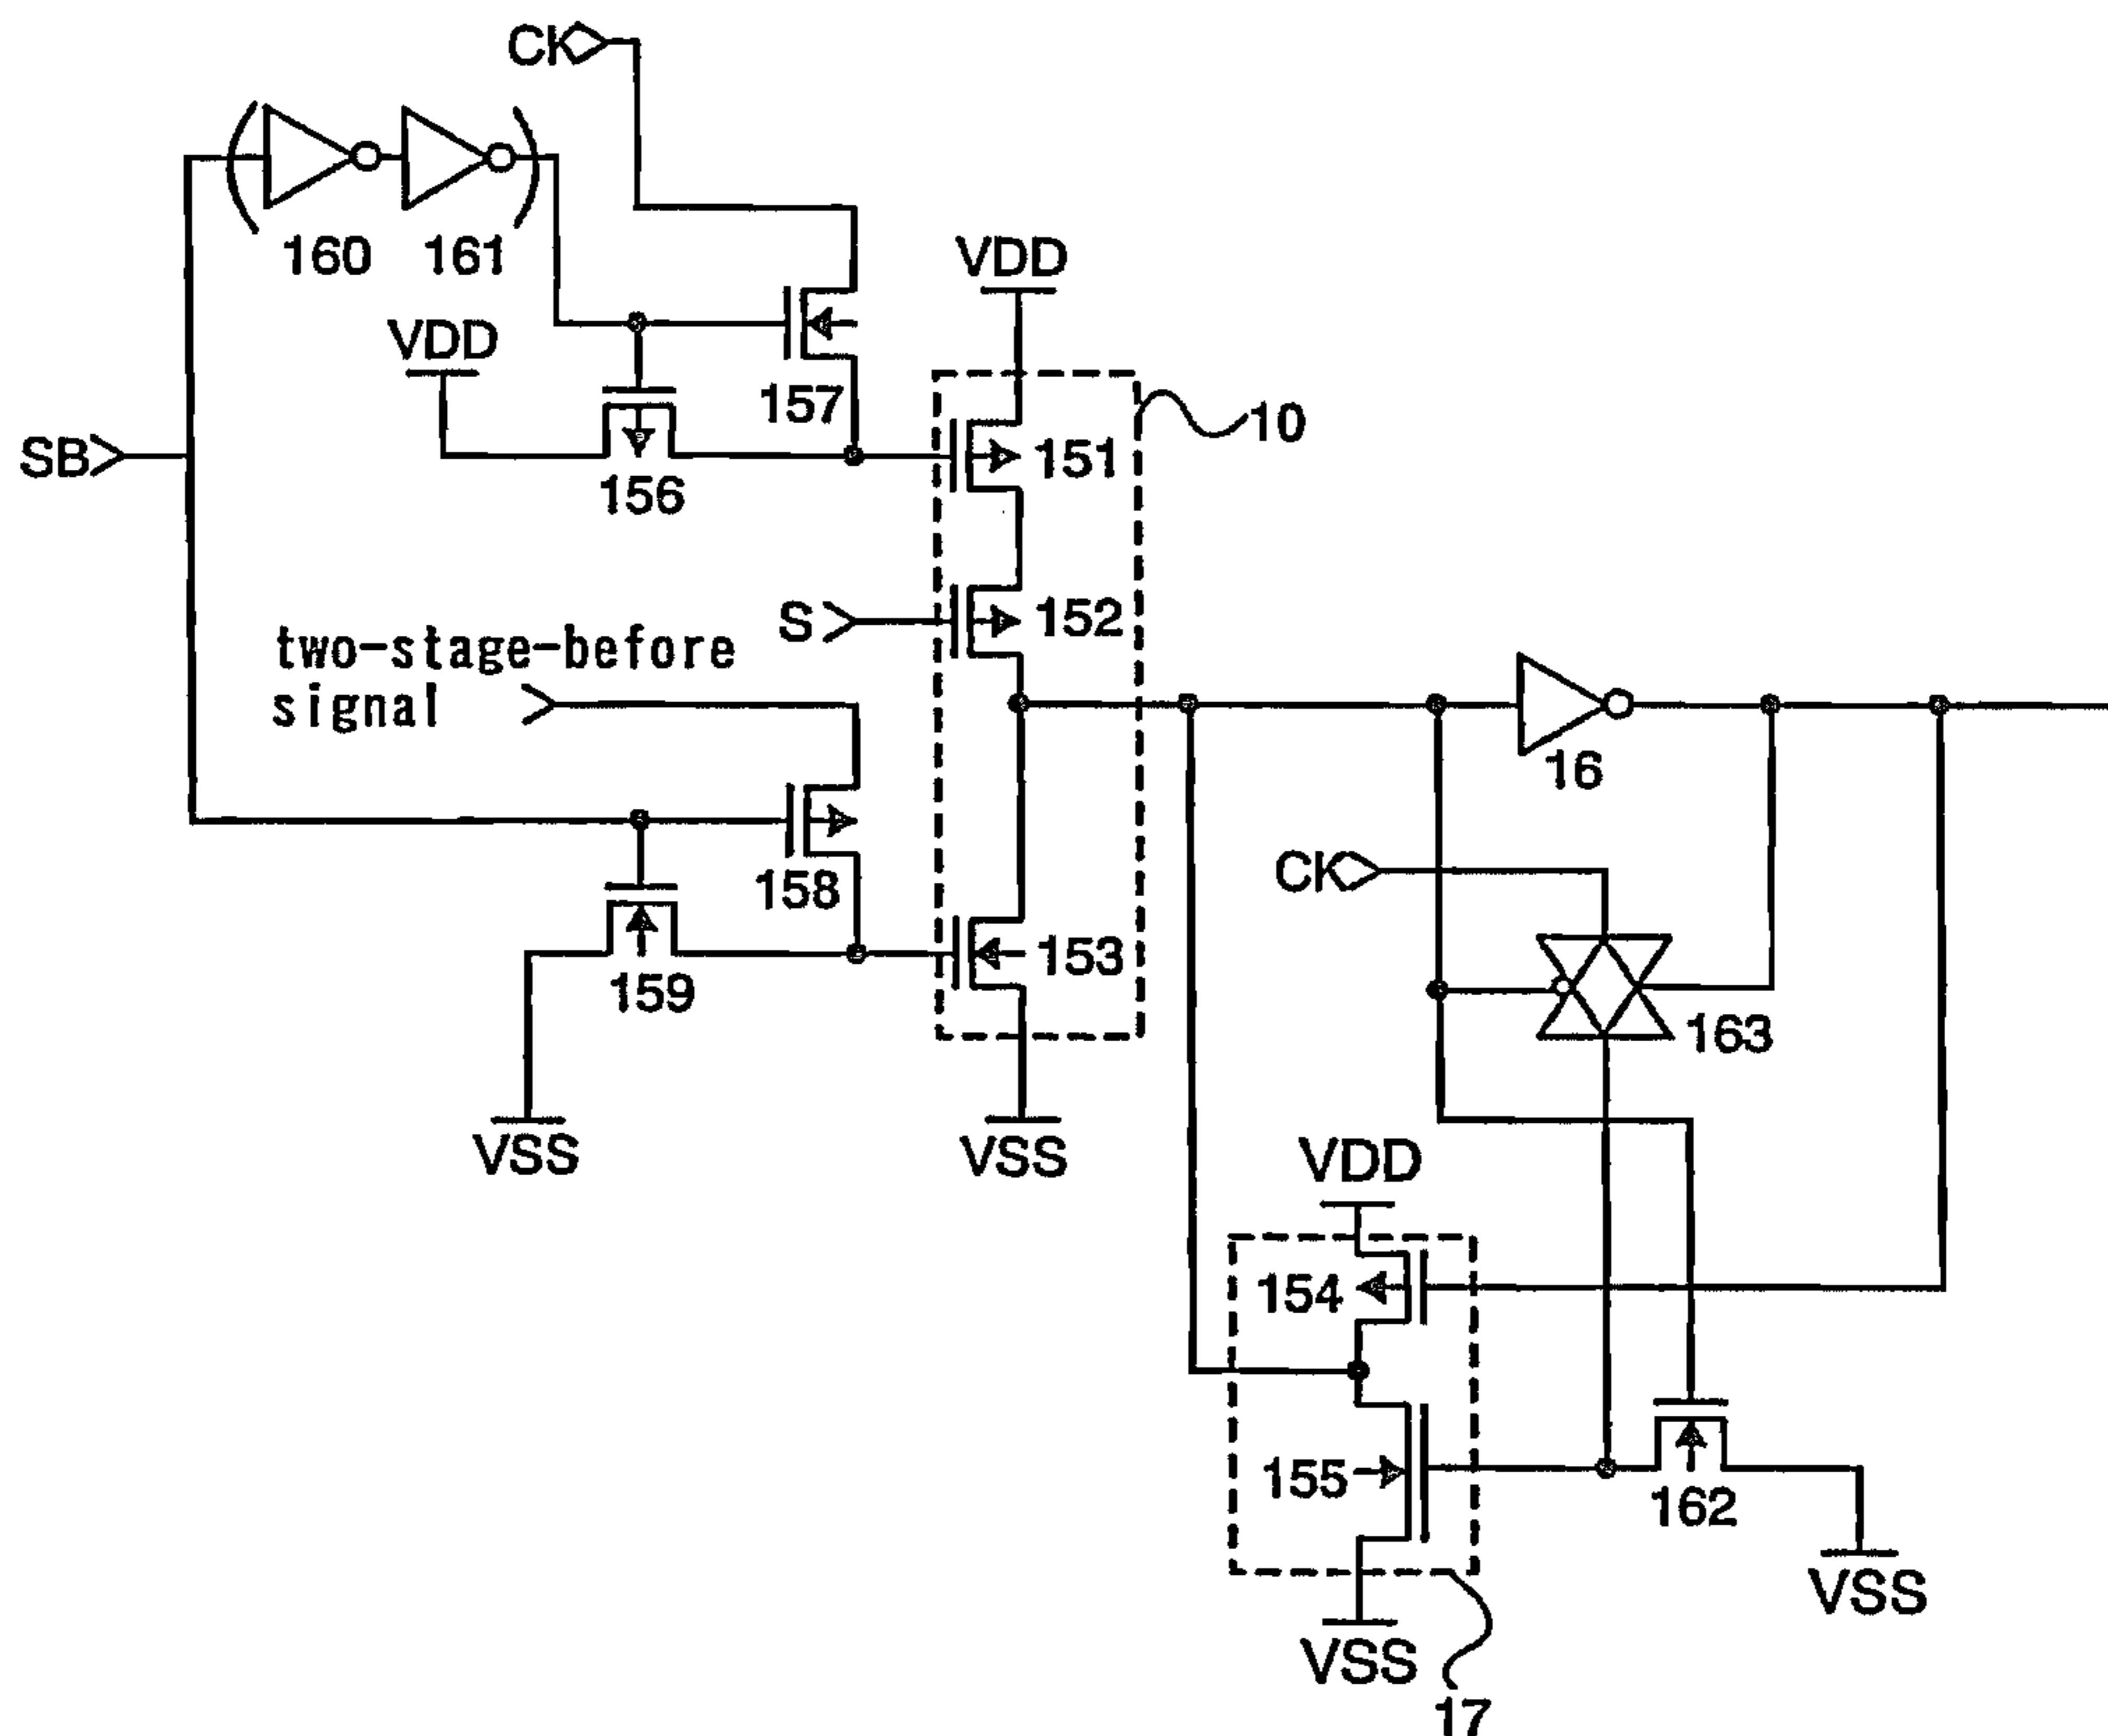 CK
160 161
VDD
VDD
157
10
151
SB
156
S
152
two-stage-before
signal
16
158
CK
153
159
163
VSS
VSS
VDD
154
155
162
VSS
VSS
17